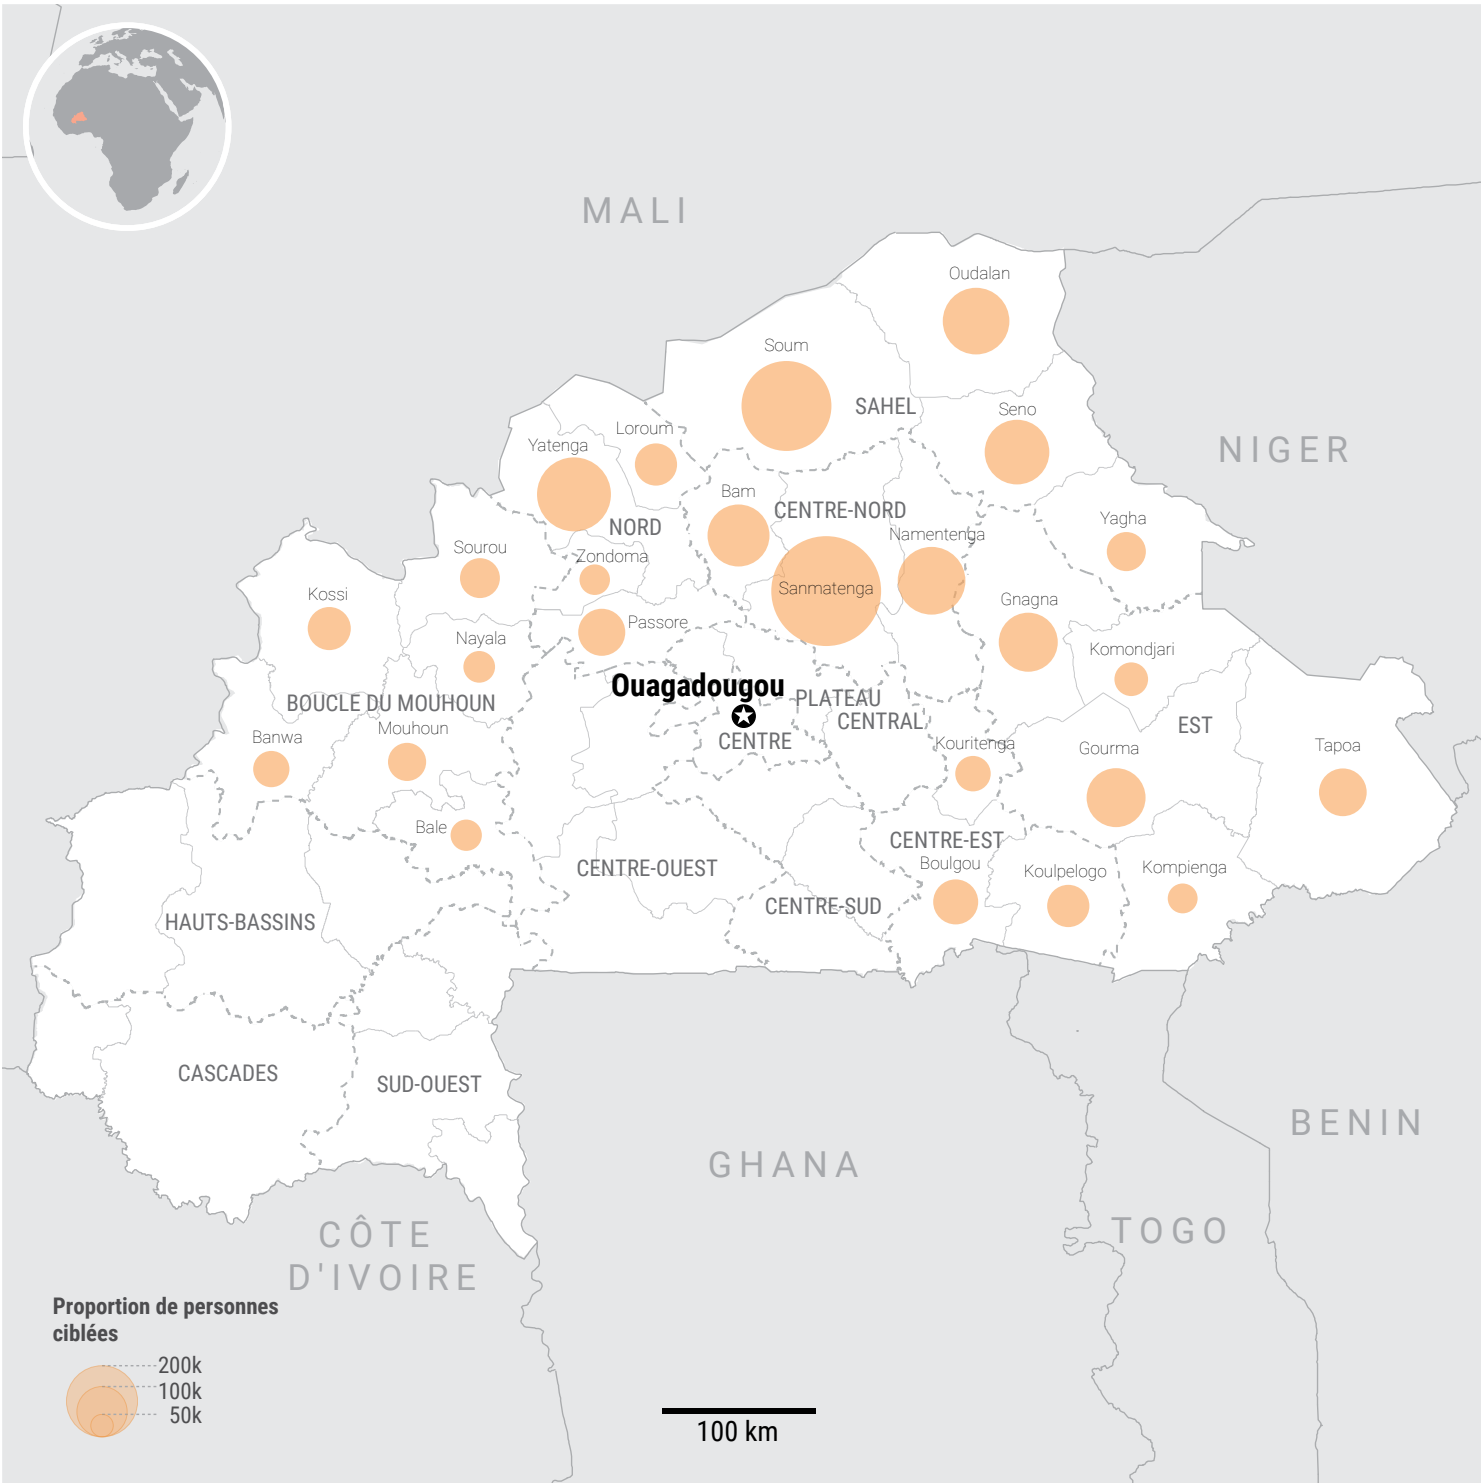 MALI
Oudalan
Soum
SAHEL
Seno
Loroum
Yatenga
NIGER
Bam
CENTRE-NORD
Yagha
NORD
Namentenga
Sourou
Zondoma
Sanmatenga
Kossi
Gnagna
Passore
Nayala
Komondjari
Ouagadougou
BOUCLE DU MOUHOUN
PLATEAU
CENTRAL
EST
Mouhoun
Banwa
CENTRE
Kouritenga
Gourma
Tapoa
Bale
CENTRE-EST
CENTRE-OUEST
Boulgou
Koulpelogo
Kompienga
CENTRE-SUD
HAUTS-BASSINS
CASCADES
SUD-OUEST
BENIN
GHANA
TOGO
CÔTE
D'IVOIRE
Proportion de personnes
ciblées
200k
100k
50k
100 km